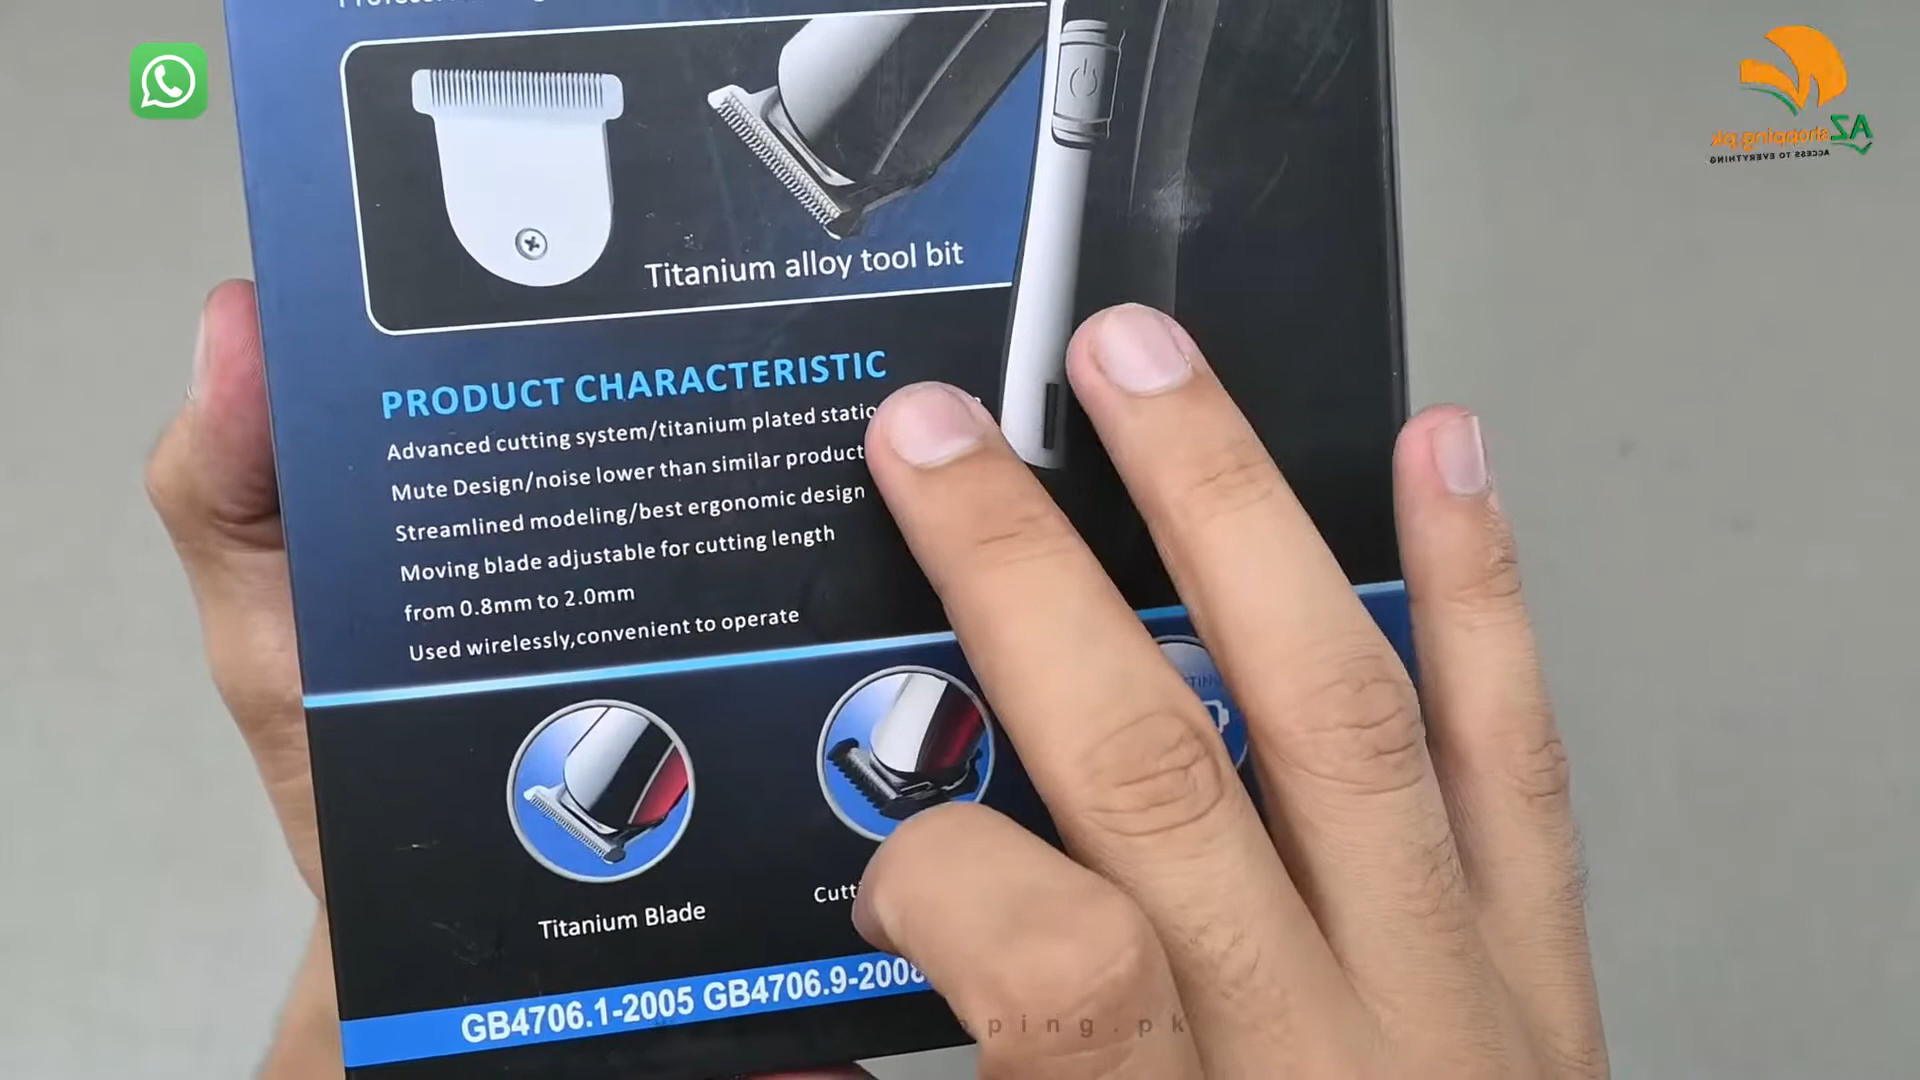 Titanium alloy tool bit
PRODUCT CHARACTERISTIC
Advanced cutting system/titanium plated
Mute Design/noise lower than similar product
Streamlined modeling/best ergonomic design
Moving blade adjustable for cutting length
from 0.8mm to 2.0mm
Used wirelessly,convenient to operate
Titanium Blade
GB4706.1-2005 GB4706.9-2008
AZ
shopping.pk
ACCESS TO EVERYTHING